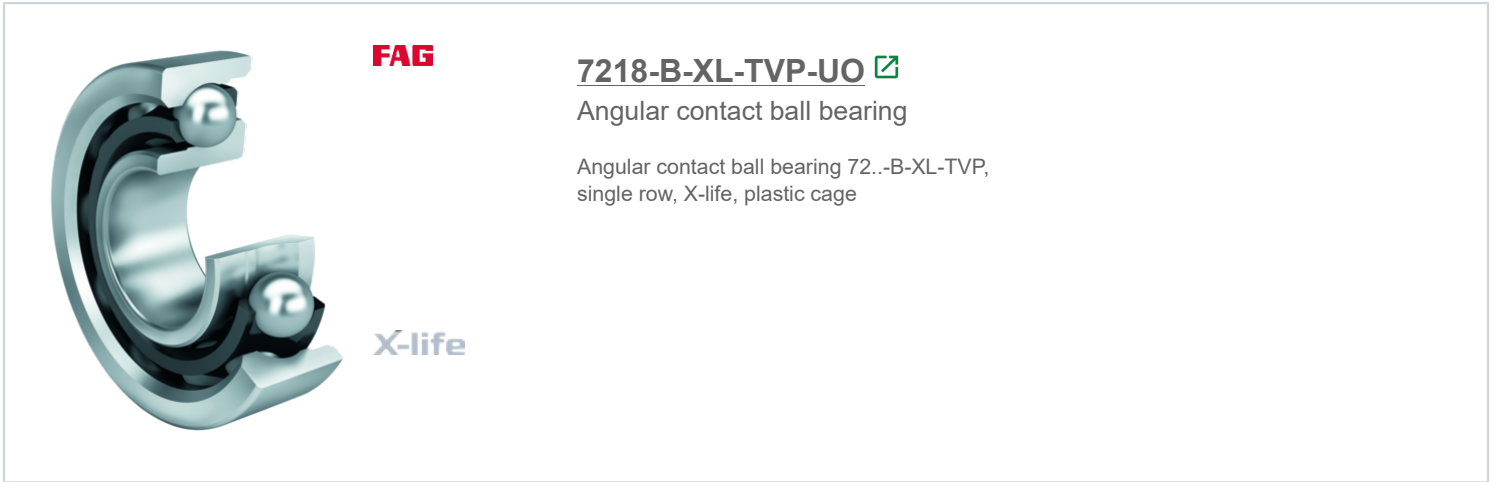 FAG
7218-B-XL-TVP-UO
Angular contact ball bearing
Angular contact ball bearing 72..-B-XL-TVP,
single row, X-life, plastic cage
X-life